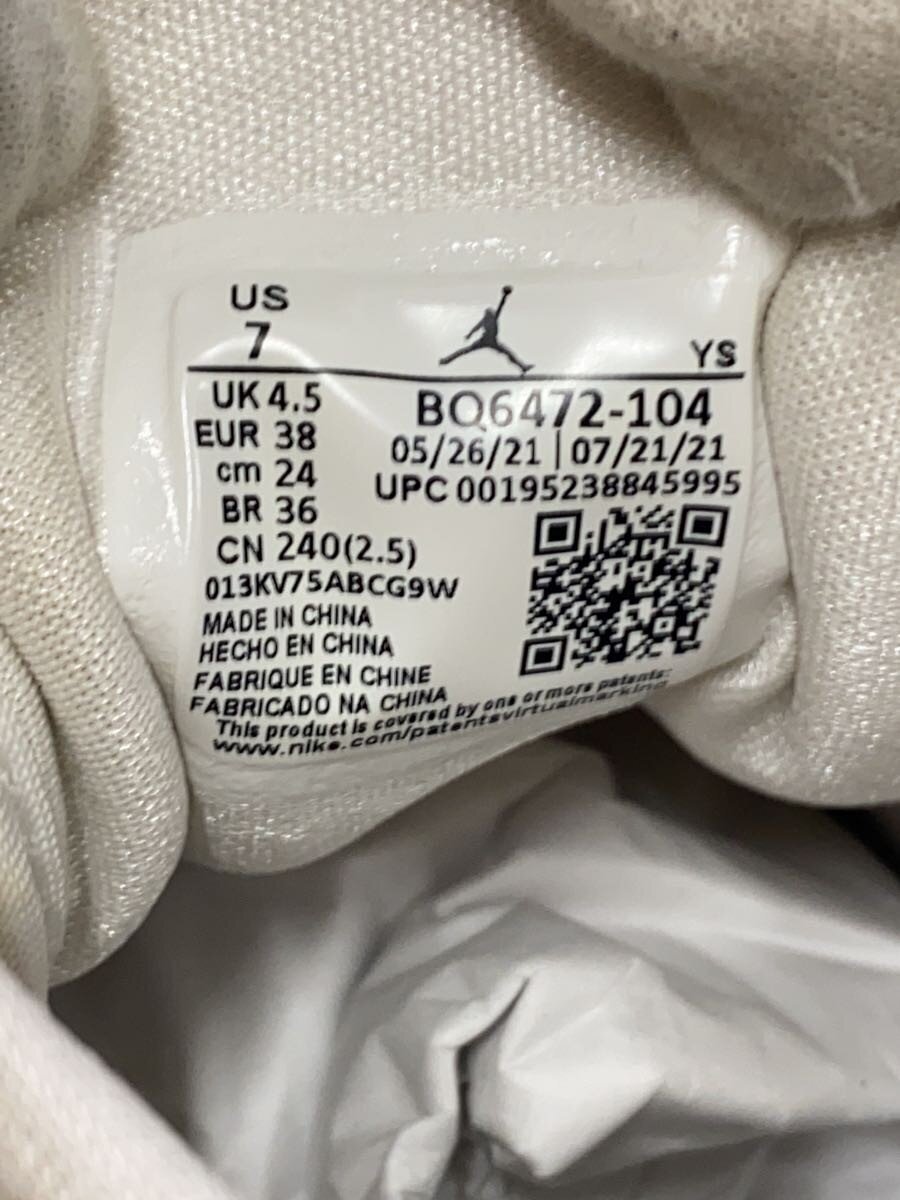 US
7
YS
UK 4.5
EUR 38
cm 24
BR 36
CN 240(2.5)
BQ6472-104
05/26/21 | 07/21/21
UPC 00195238845995
013KV75ABCG9W
MADE IN CHINA
HECHO EN CHINA
FABRIQUE EN CHINE
FABRICADO NA CHINA
This product is covered by one or more patents:
www.nike.com/patentsvirtualmarking